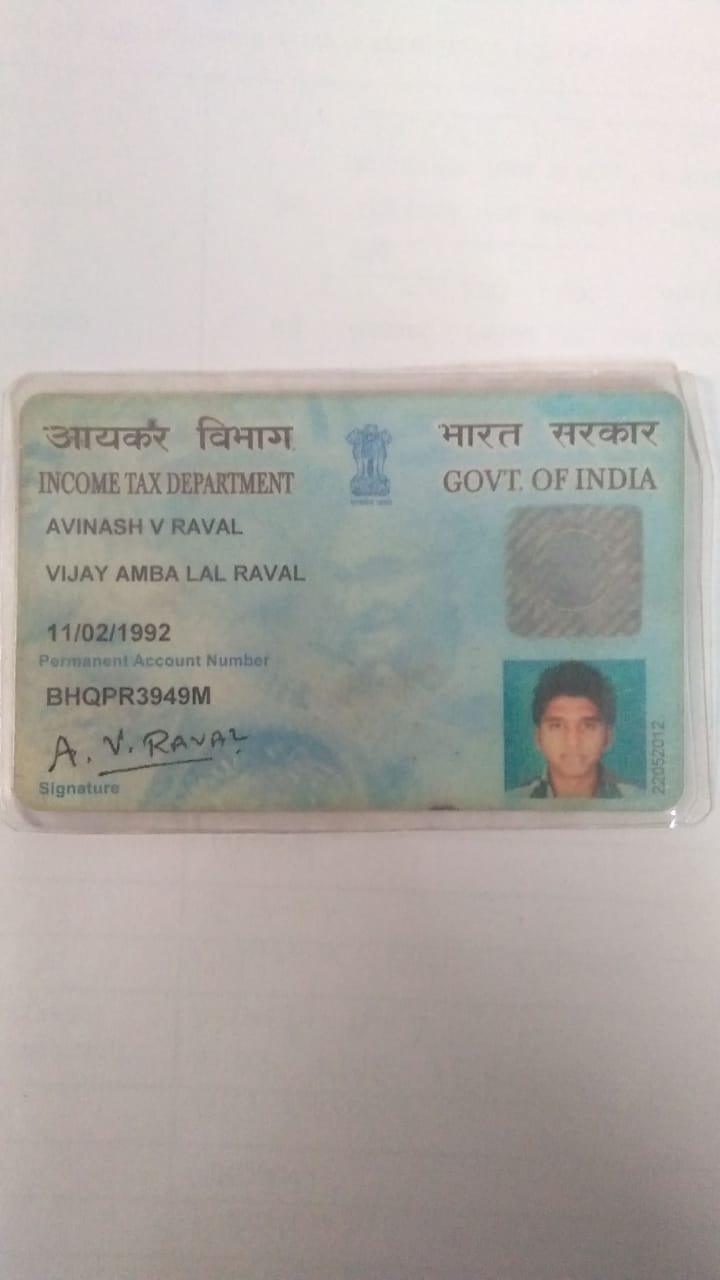 आयकर विभाग
भारत सरकार
INCOME TAX DEPARTMENT
GOVT. OF INDIA
AVINASH V RAVAL
VIJAY AMBA LAL RAVAL
11/02/1992
Permanent Account Number
BHQPR3949M
A. V. RAVAL
Signature
22052012